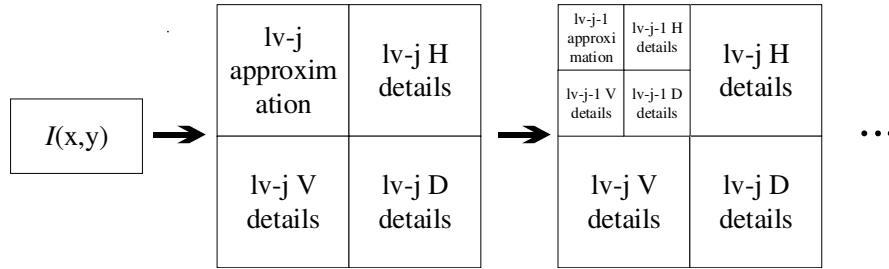 I(x,y)
lv-j
approxim
ation
lv-j H
details
lv-j V
details
lv-j D
details
lv-j-1
approxi
mation
lv-j-1 H
details
lv-j-1 V
details
lv-j-1 D
details
lv-j H
details
lv-j V
details
lv-j D
details
...